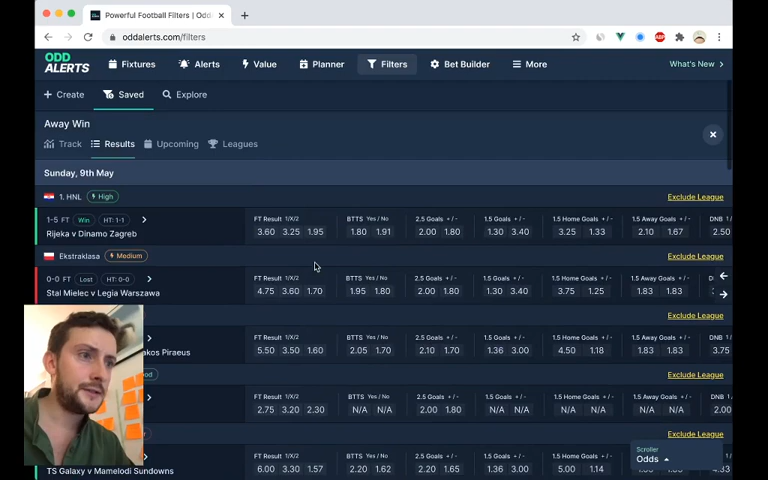 Powerful Football Filters | Odd
oddalerts.com/filters
ABP
ODD
ALERTS
Fixtures
Alerts
Value
Planner
Filters
Bet Builder
More
What's New >
Create
Saved
Explore
Away Win
Track
Results
Upcoming
Leagues
Sunday, 9th May
1. HNL High
Exclude League
1-5 FT Win HT: 1-1
Rijeka v Dinamo Zagreb
FT Result 1/X/2 BTTS Yes / No 2.5 Goals + / - 1.5 Goals + / - 1.5 Home Goals + / - 1.5 Away Goals + / - DNB 1 /
3.60 3.25 1.95 1.80 1.91 2.00 1.80 1.30 3.40 3.25 1.33 2.10 1.67 2.50
Ekstraklasa Medium
Exclude League
0-0 FT Lost HT: 0-0
Stal Mielec v Legia Warszawa
FT Result 1/X/2 BTTS Yes / No 2.5 Goals + / - 1.5 Goals + / - 1.5 Home Goals + / - 1.5 Away Goals + / -
4.75 3.60 1.70 1.95 1.80 2.00 1.80 1.30 3.40 3.75 1.25 1.83 1.83
Exclude League
akos Piraeus
FT Result 1/X/2 BTTS Yes / No 2.5 Goals + / - 1.5 Goals + / - 1.5 Home Goals + / - 1.5 Away Goals + / - DNB 1 /
5.50 3.50 1.60 2.05 1.70 2.10 1.70 1.36 3.00 4.50 1.18 1.83 1.83 3.75
ood
Exclude League
FT Result 1/X/2 BTTS Yes / No 2.5 Goals + / - 1.5 Goals + / - 1.5 Home Goals + / - 1.5 Away Goals + / - DNB 1 /
2.75 3.20 2.30 N/A N/A 2.00 1.80 N/A N/A N/A N/A N/A N/A 2.00
Exclude League
TS Galaxy v Mamelodi Sundowns
FT Result 1/X/2 BTTS Yes / No 2.5 Goals + / - 1.5 Goals + / - 1.5 Home Goals + / -
6.00 3.30 1.57 2.20 1.62 2.20 1.65 1.36 3.00 5.00 1.14
Scroller
Odds